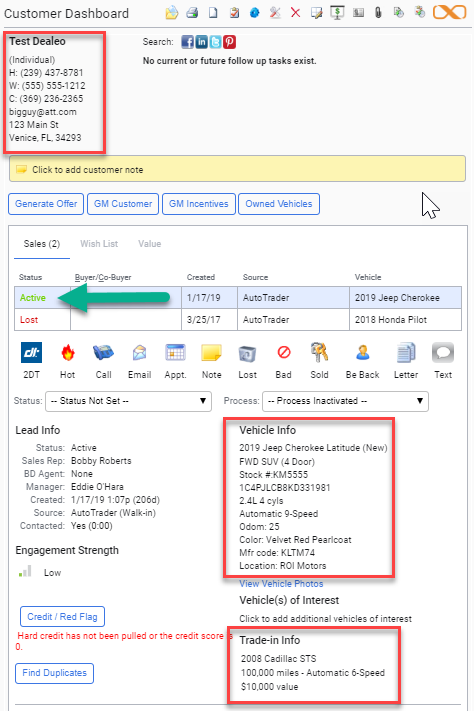 Customer Dashboard
Test Dealeo
Search:
(Individual)
No current or future follow up tasks exist.
H: (239) 437-8781
W: (555) 555-1212
C: (369) 236-2365
bigguy@att.com
123 Main St
Venice, FL, 34293
Click to add customer note
Generate Offer GM Customer GM Incentives Owned Vehicles
Sales (2) Wish List Value
Status Buyer/Co-Buyer Created Source Vehicle
Active 1/17/19 AutoTrader 2019 Jeep Cherokee
Lost 3/25/17 AutoTrader 2018 Honda Pilot
dt
2DT Hot Call Email Appt. Note Lost Bad Sold Be Back Letter Text
Status: -- Status Not Set -- Process: -- Process Inactivated --
Lead Info
Status: Active
Sales Rep: Bobby Roberts
BD Agent: None
Manager: Eddie O'Hara
Created: 1/17/19 1:07p (206d)
Source: AutoTrader (Walk-in)
Contacted: Yes (0:00)
Engagement Strength
Low
Credit / Red Flag
Hard credit has not been pulled or the credit score is
0.
Find Duplicates
Vehicle Info
2019 Jeep Cherokee Latitude (New)
FWD SUV (4 Door)
Stock #:KM5555
1C4PJLCB8KD331981
2.4L 4 cyls
Automatic 9-Speed
Odom: 25
Color: Velvet Red Pearlcoat
Mfr code: KLTM74
Location: ROI Motors
View Vehicle Photos
Vehicle(s) of Interest
Click to add additional vehicles of interest
Trade-in Info
2008 Cadillac STS
100,000 miles - Automatic 6-Speed
$10,000 value